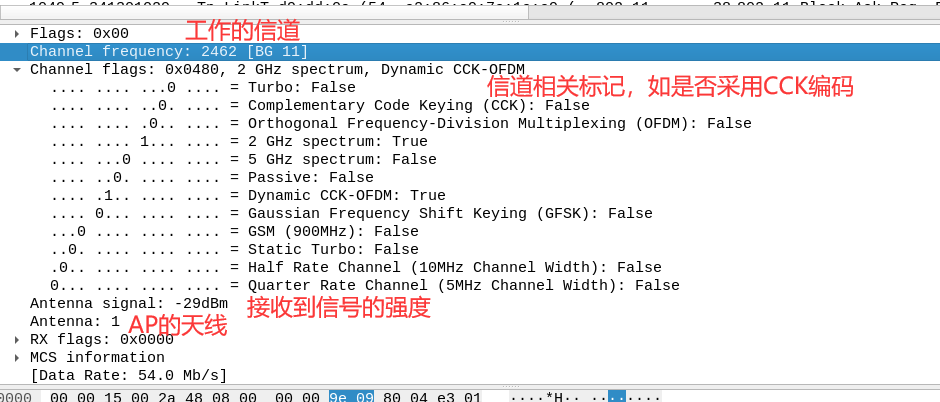 Flags: 0x00
工作的信道
Channel frequency: 2462 [BG 11]
Channel flags: 0x0480, 2 GHz spectrum, Dynamic CCK-OFDM
信道相关标记，如是否采用CCK编码
.... .... ...0 .... = Turbo: False
.... .... ..0. .... = Complementary Code Keying (CCK): False
.... .... .0.. .... = Orthogonal Frequency-Division Multiplexing (OFDM): False
.... .... 1... .... = 2 GHz spectrum: True
.... ...0 .... .... = 5 GHz spectrum: False
.... ..0. .... .... = Passive: False
.... .1.. .... .... = Dynamic CCK-OFDM: True
.... 0... .... .... = Gaussian Frequency Shift Keying (GFSK): False
...0 .... .... .... = GSM (900MHz): False
..0. .... .... .... = Static Turbo: False
.0.. .... .... .... = Half Rate Channel (10MHz Channel Width): False
0... .... .... .... = Quarter Rate Channel (5MHz Channel Width): False
Antenna signal: -29dBm
接收到信号的强度
Antenna: 1
AP的天线
RX flags: 0x0000
MCS information
[Data Rate: 54.0 Mb/s]
0000 00 00 15 00 2a 48 08 00 00 00 9e 09 80 04 e3 01 ····*H·· ········